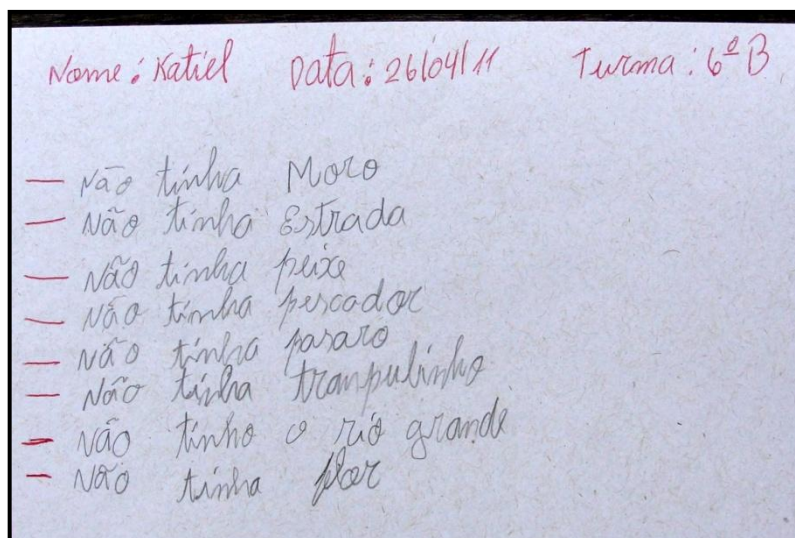 Nome: Katiel Data: 26/04/11 Turma: 6º B
— Não tinha Moro
— Não tinha Estrada
— Não tinha peixe
— Não tinha pescador
— Não tinha pasaro
— Não tinha tranpulinho
— Não tinho o rio grande
— Não tinha flor